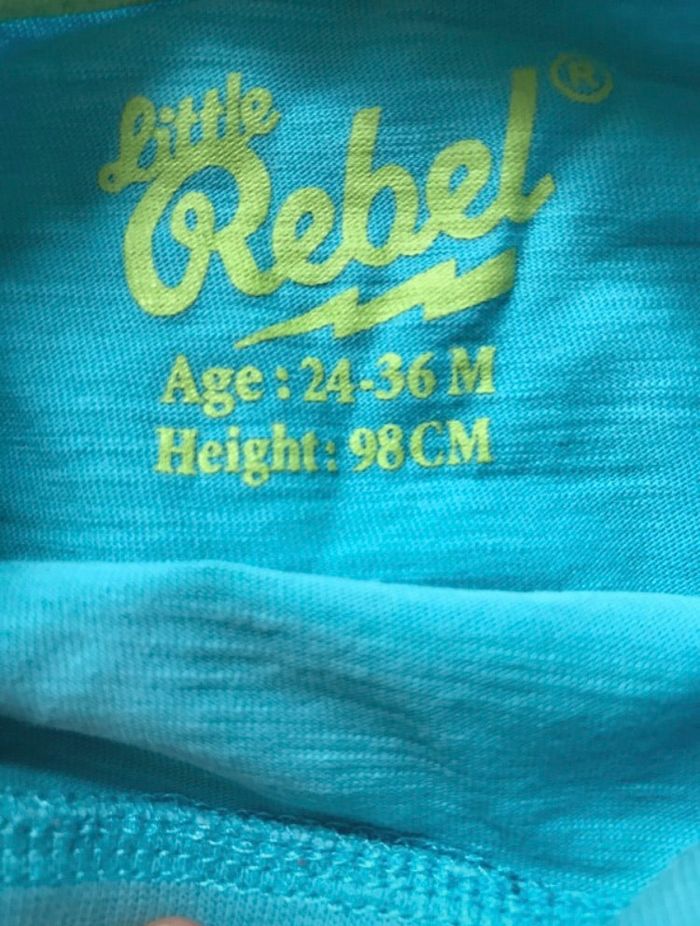 Little
Rebel®
Age : 24-36 M
Height: 98CM